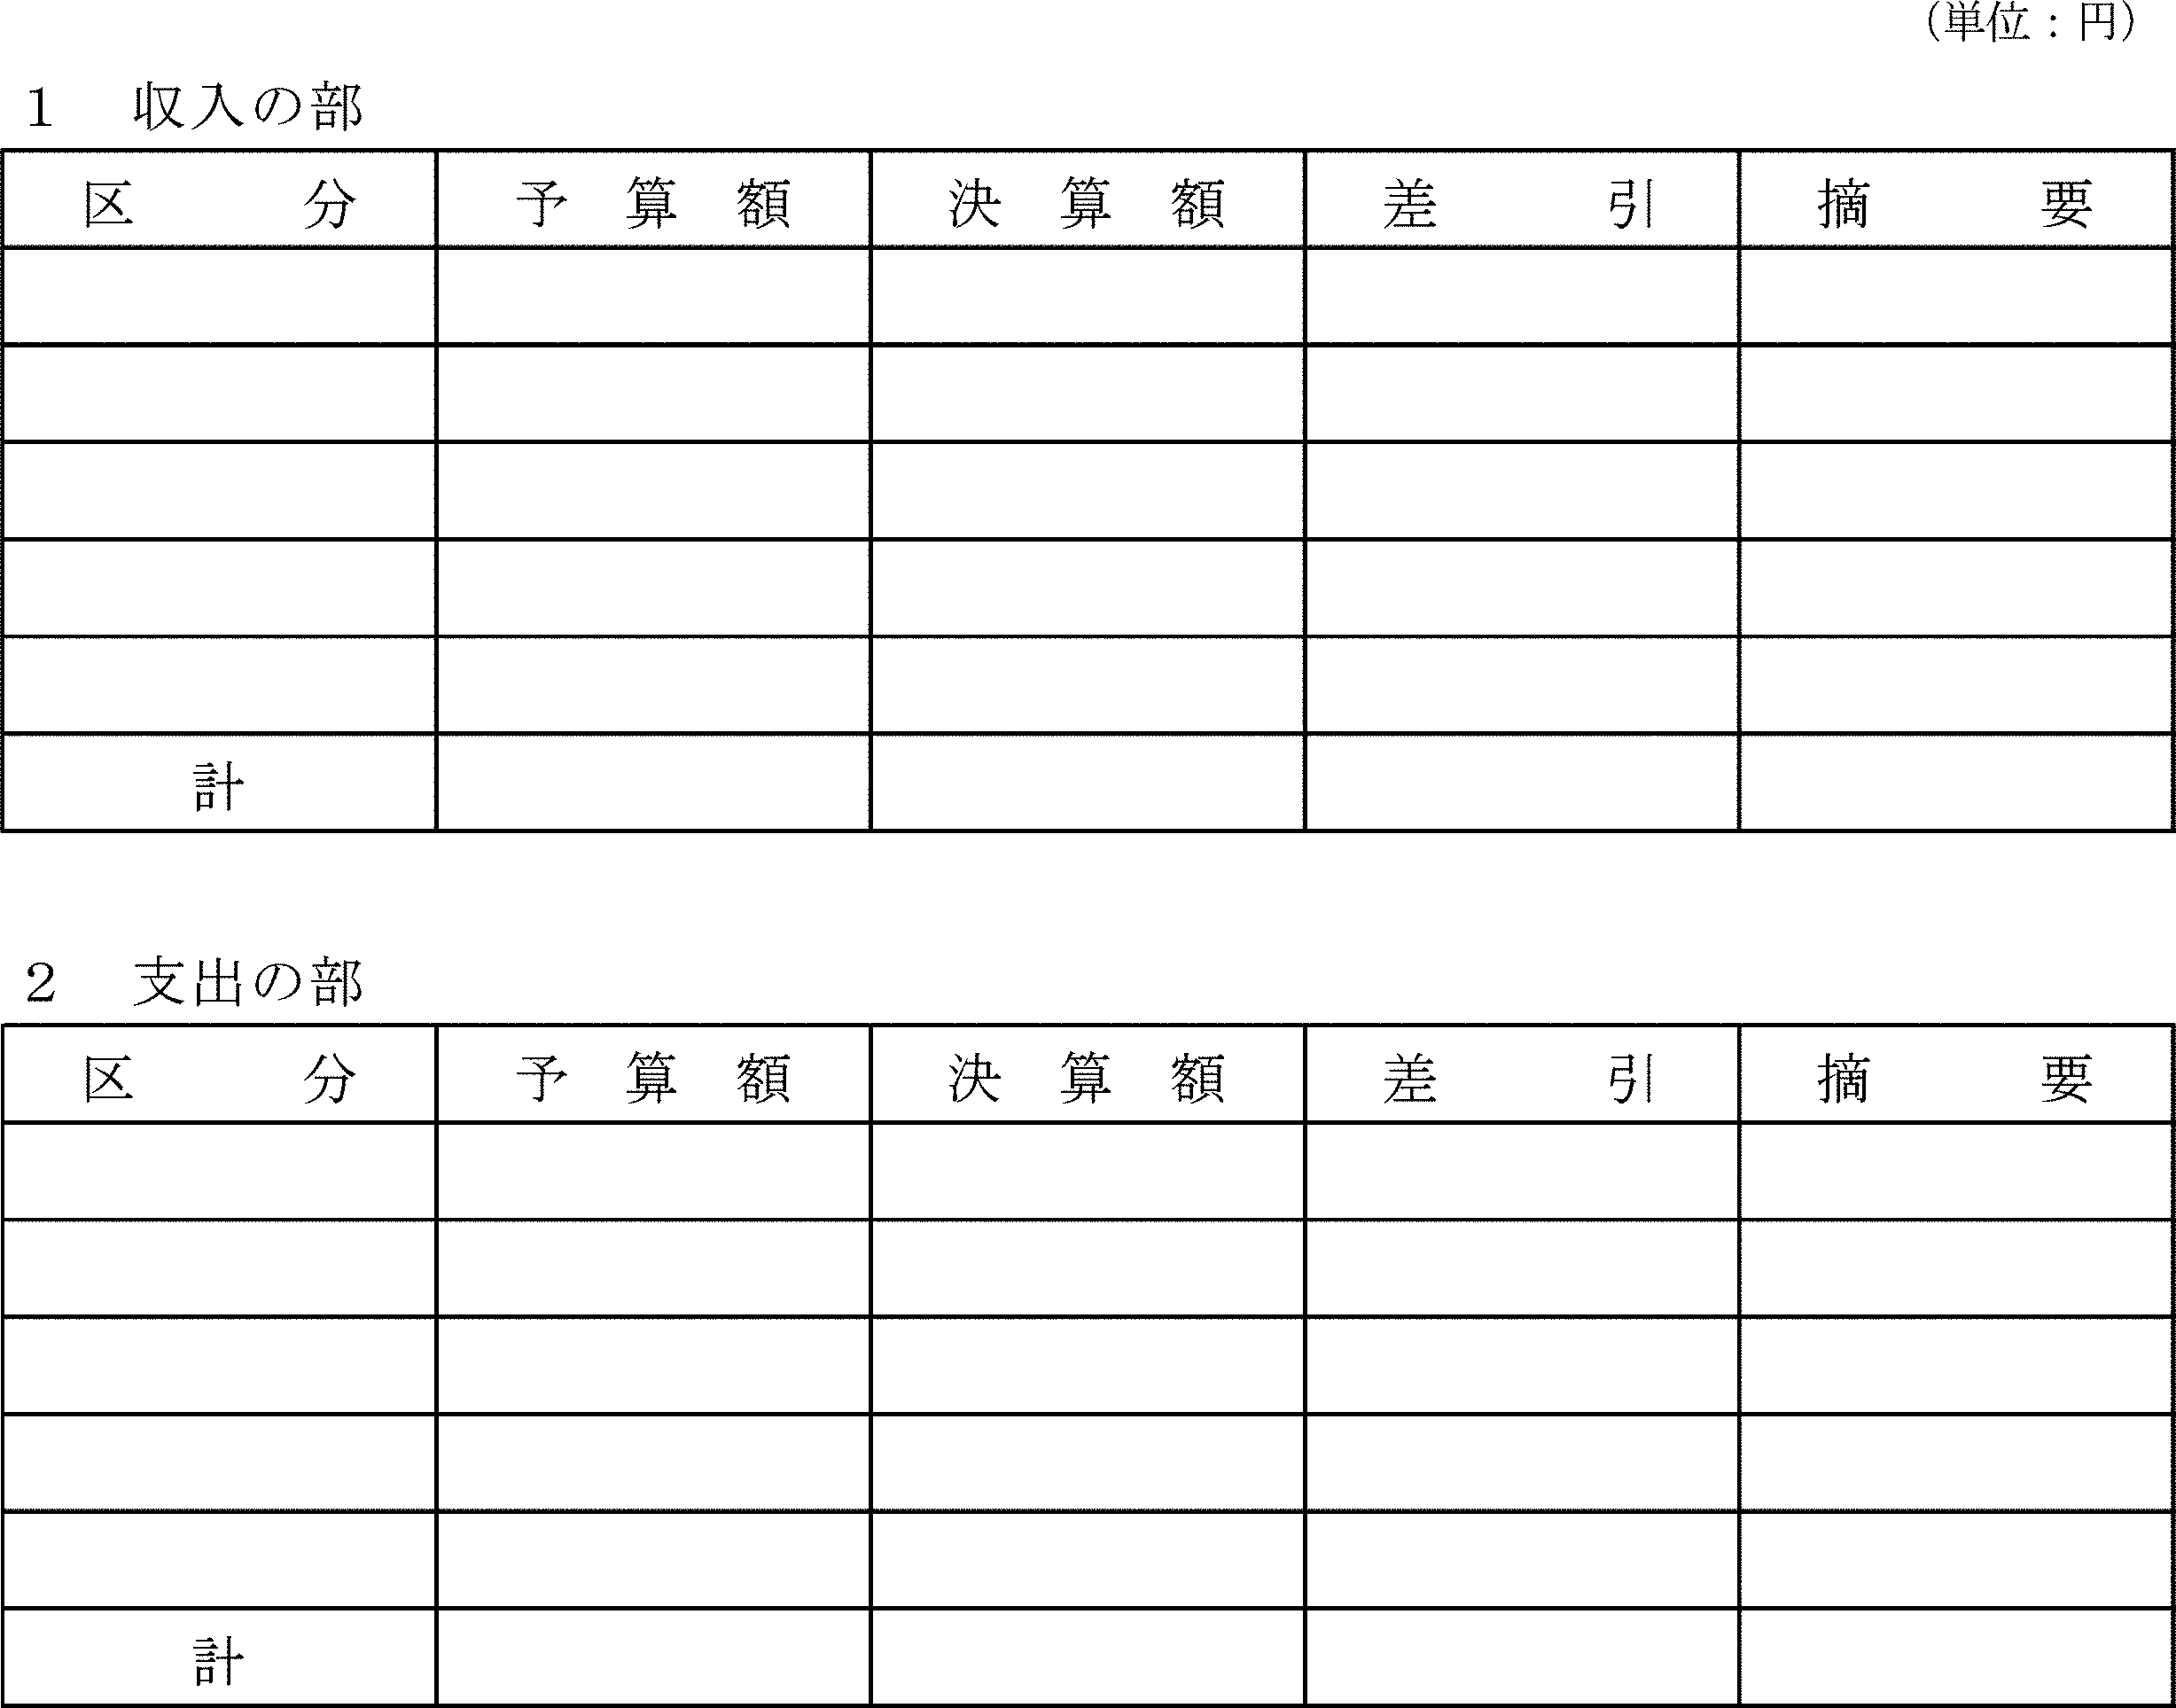 （単位：円）
１　収入の部
区　　分　予　算　額　決　算　額　差　　引　摘　　要
計
２　支出の部
区　　分　予　算　額　決　算　額　差　　引　摘　　要
計